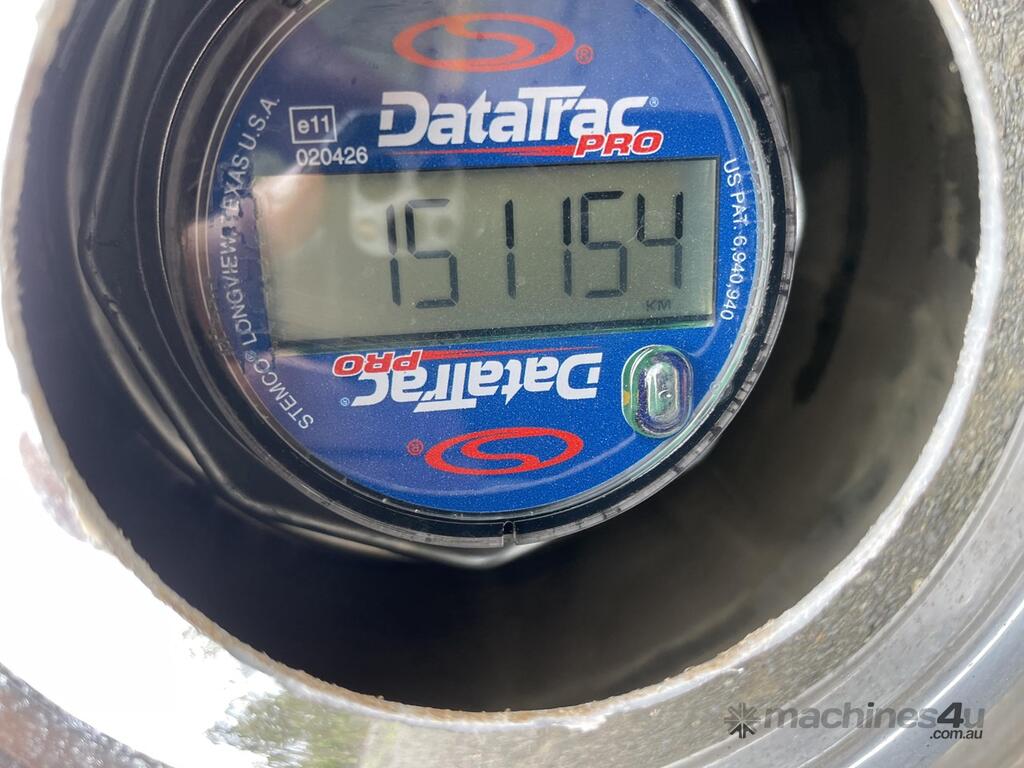 DataTrac®
PRO
e11
020426
151154
KM
US PAT. 6,940,940
STEMCO® LONGVIEW, TEXAS U.S.A.
DataTrac®
PRO
®
®
machines4u
.com.au